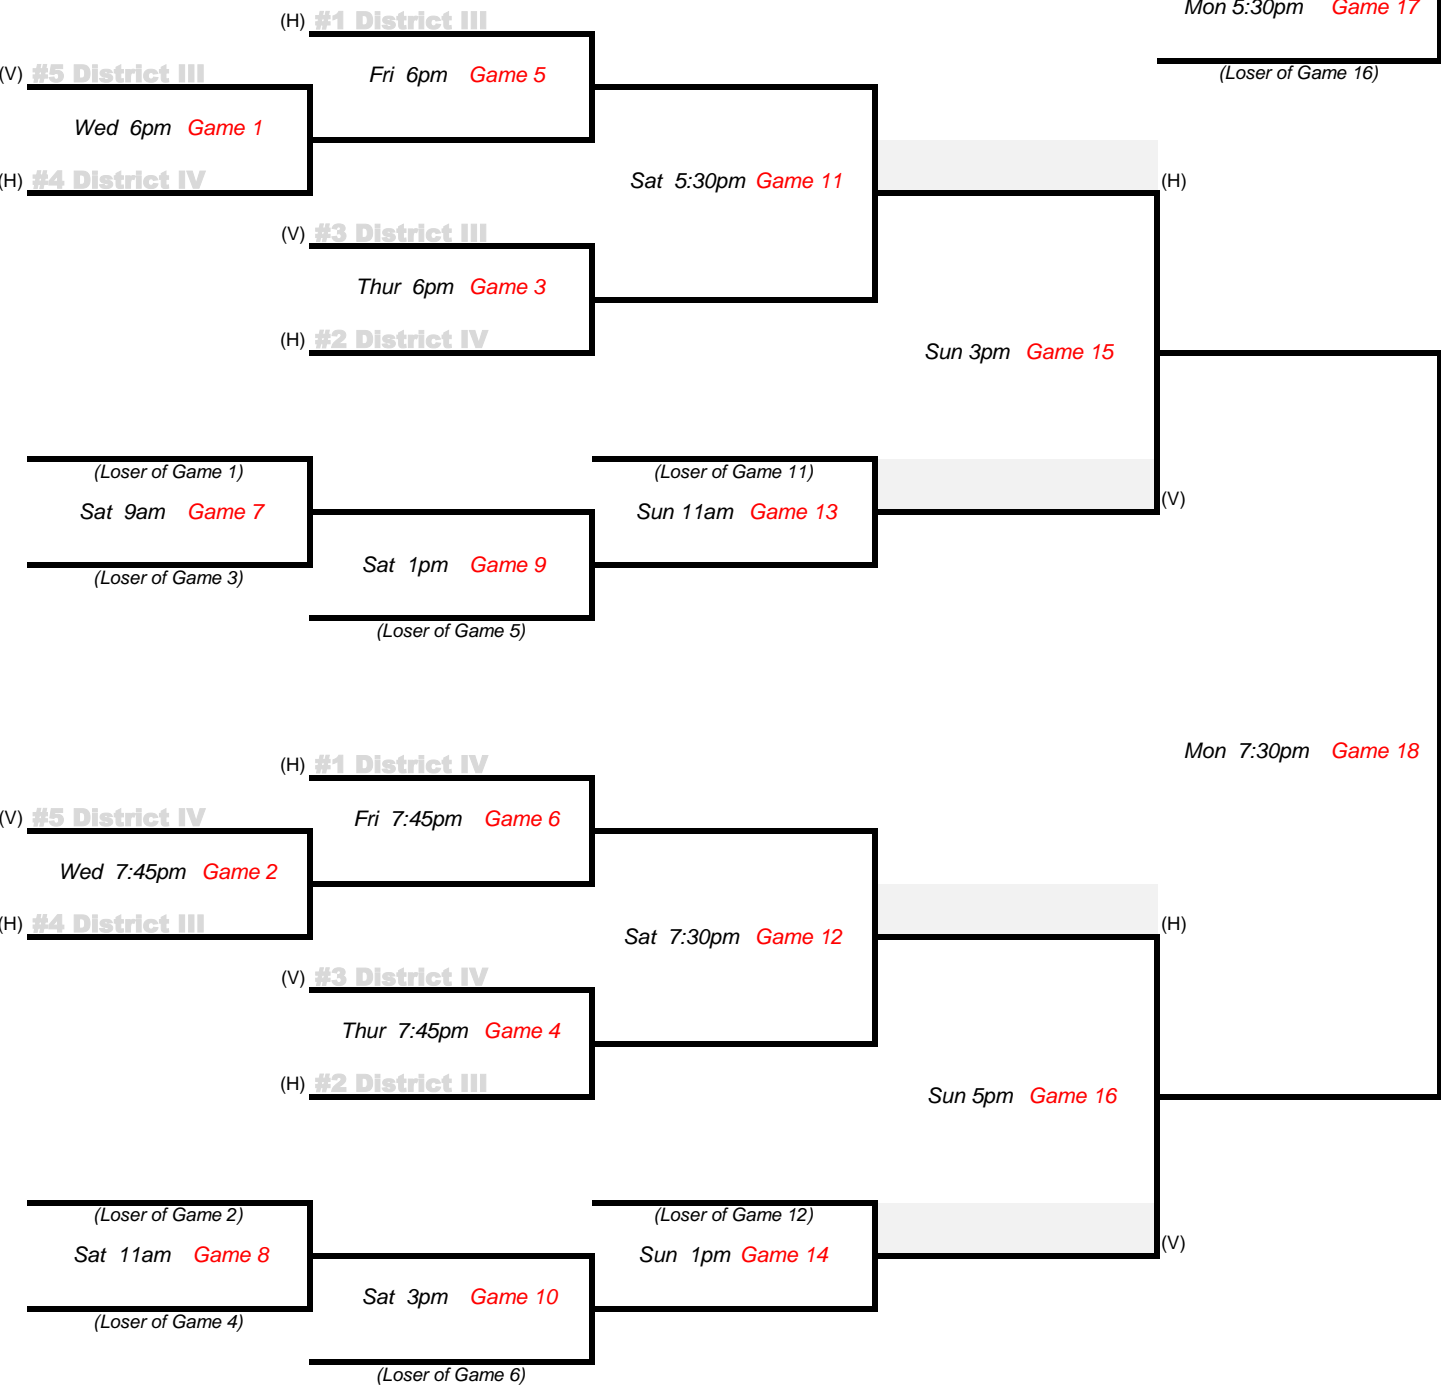 Mon 5:30pm Game 17
(H) #1 District III
(V) #5 District III
Fri 6pm Game 5
(Loser of Game 16)
Wed 6pm Game 1
(H) #4 District IV
Sat 5:30pm Game 11
(H)
(V) #3 District III
Thur 6pm Game 3
(H) #2 District IV
Sun 3pm Game 15
(Loser of Game 1)
(Loser of Game 11)
(V)
Sat 9am Game 7
Sun 11am Game 13
Sat 1pm Game 9
(Loser of Game 3)
(Loser of Game 5)
Mon 7:30pm Game 18
(H) #1 District IV
(V) #5 District IV
Fri 7:45pm Game 6
Wed 7:45pm Game 2
(H) #4 District III
(H)
Sat 7:30pm Game 12
(V) #3 District IV
Thur 7:45pm Game 4
(H) #2 District III
Sun 5pm Game 16
(Loser of Game 2)
(Loser of Game 12)
(V)
Sat 11am Game 8
Sun 1pm Game 14
Sat 3pm Game 10
(Loser of Game 4)
(Loser of Game 6)